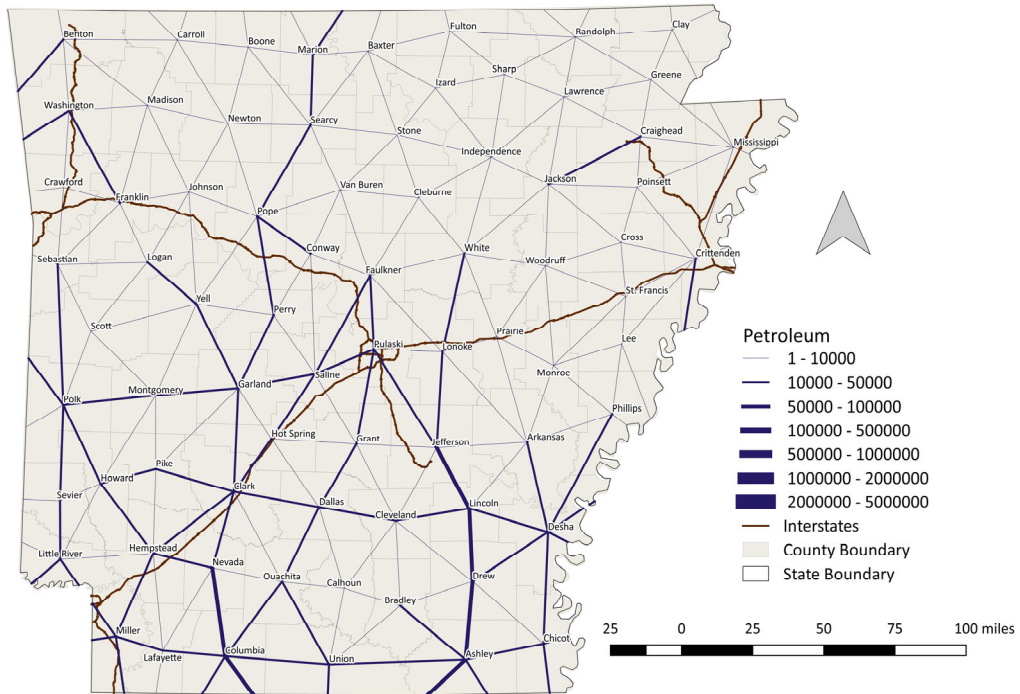 Benton
Carroll
Boone
Marion
Baxter
Fulton
Randolph
Clay
Washington
Madison
Newton
Searcy
Izard
Sharp
Lawrence
Greene
Stone
Independence
Craighead
Mississippi
Crawford
Franklin
Johnson
Van Buren
Cleburne
Jackson
Poinsett
Pope
Conway
White
Woodruff
Cross
Crittenden
Sebastian
Logan
Faulkner
St. Francis
Yell
Perry
Scott
Pulaski
Lonoke
Prairie
Lee
Monroe
Polk
Montgomery
Garland
Saline
Phillips
Hot Spring
Grant
Jefferson
Arkansas
Pike
Howard
Clark
Sevier
Dallas
Cleveland
Lincoln
Desha
Little River
Hempstead
Nevada
Ouachita
Calhoun
Bradley
Drew
Miller
Lafayette
Columbia
Union
Ashley
Chicot
Petroleum
1 - 10000
10000 - 50000
50000 - 100000
100000 - 500000
500000 - 1000000
1000000 - 2000000
2000000 - 5000000
Interstates
County Boundary
State Boundary
25 0 25 50 75 100 miles